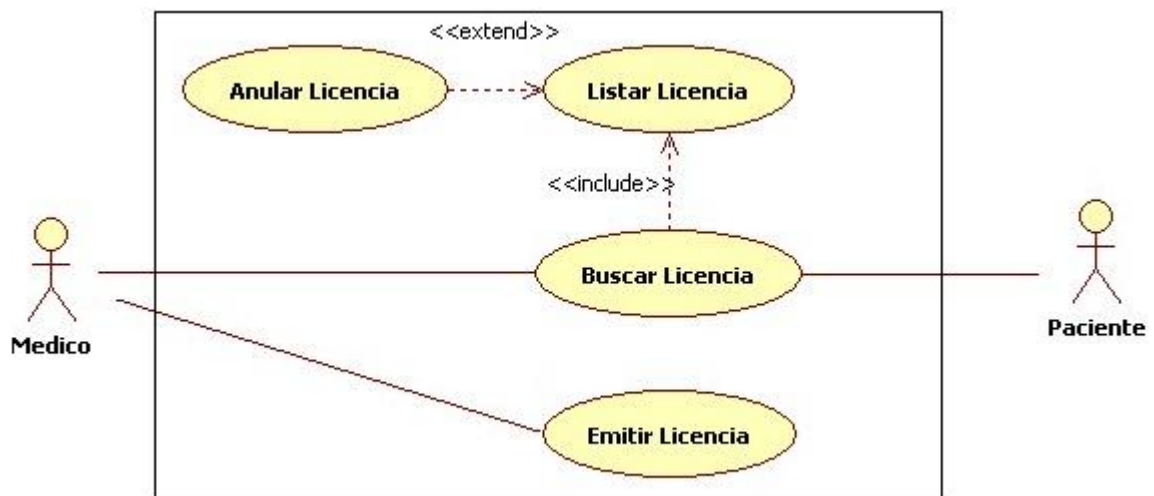 <<extend>>
Anular Licencia
Listar Licencia
<<include>>
Buscar Licencia
Medico
Paciente
Emitir Licencia